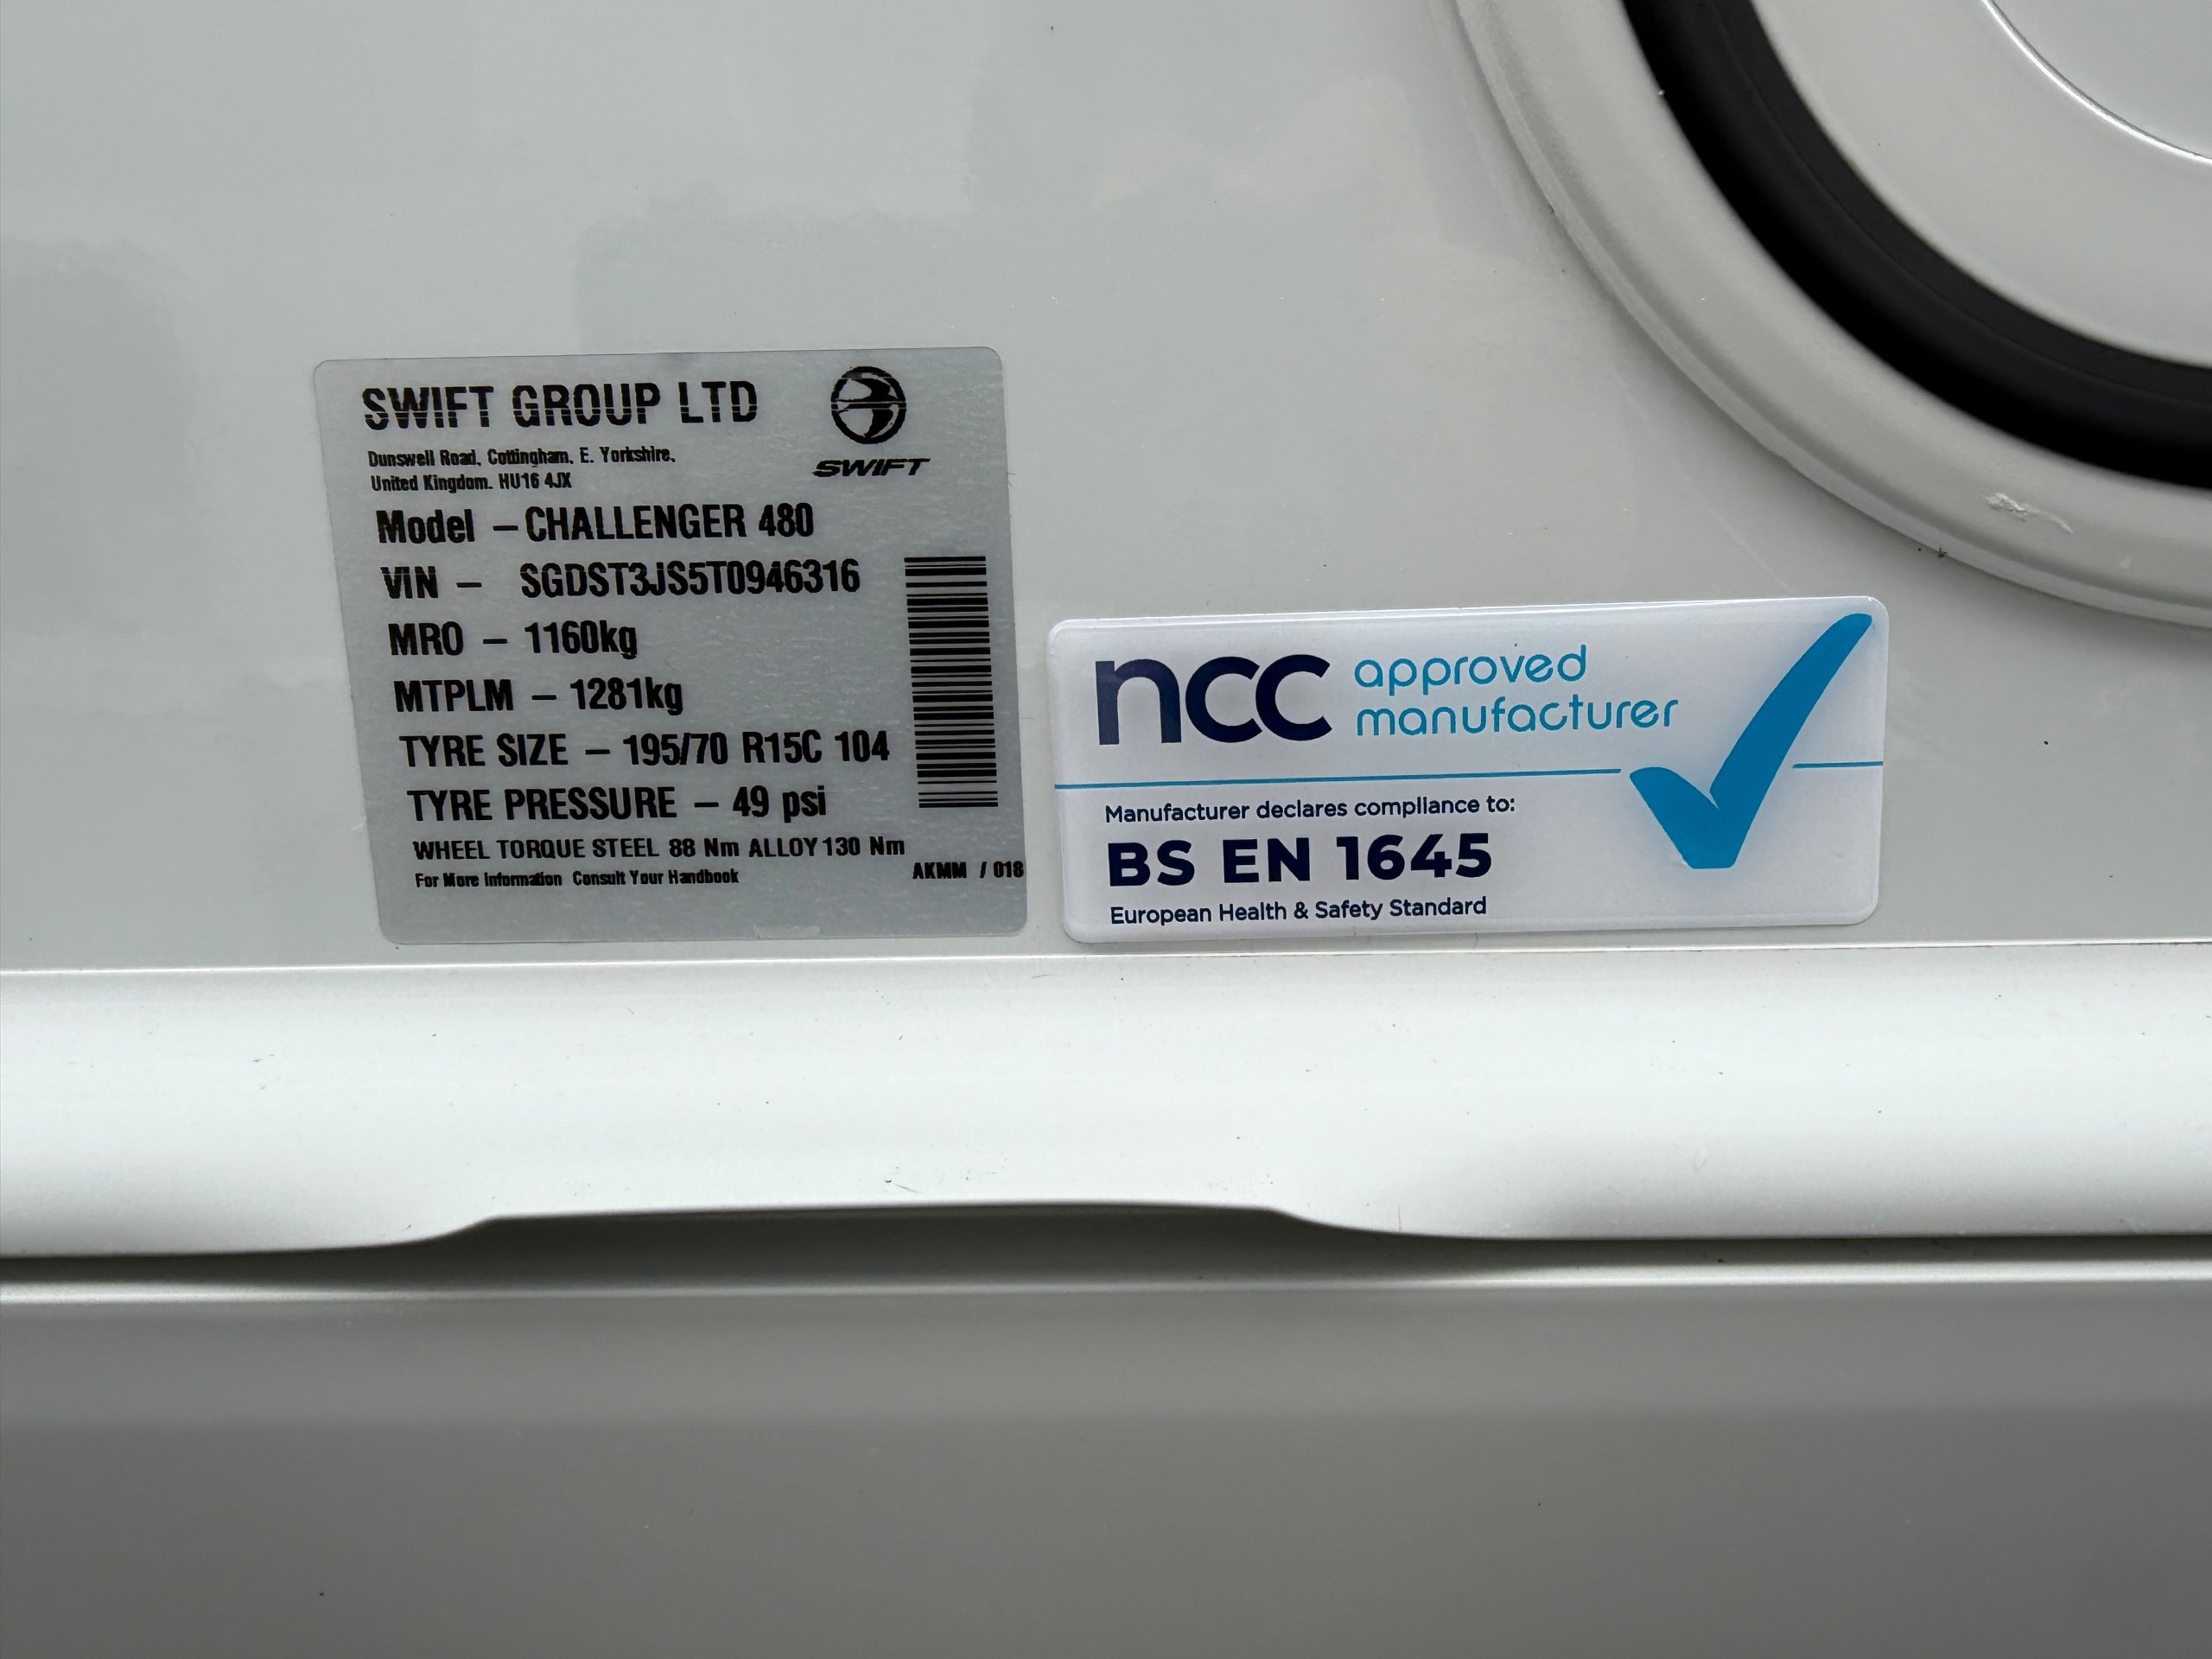 SWIFT GROUP LTD
SWIFT
Dunswell Road, Cottingham, E. Yorkshire,
United Kingdom. HU16 4JX
Model – CHALLENGER 480
VIN – SGDST3JS5T0946316
MRO – 1160kg
MTPLM – 1281kg
TYRE SIZE – 195/70 R15C 104
TYRE PRESSURE – 49 psi
WHEEL TORQUE STEEL 88 Nm ALLOY 130 Nm
For More Information Consult Your Handbook
AKMM / 018
ncc approved
manufacturer
Manufacturer declares compliance to:
BS EN 1645
European Health & Safety Standard